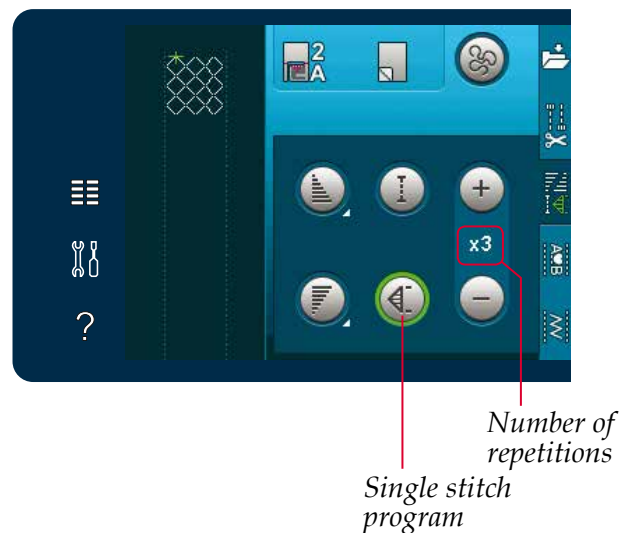 2
A
+
x3
−
?
A♥B
Number of
repetitions
Single stitch
program